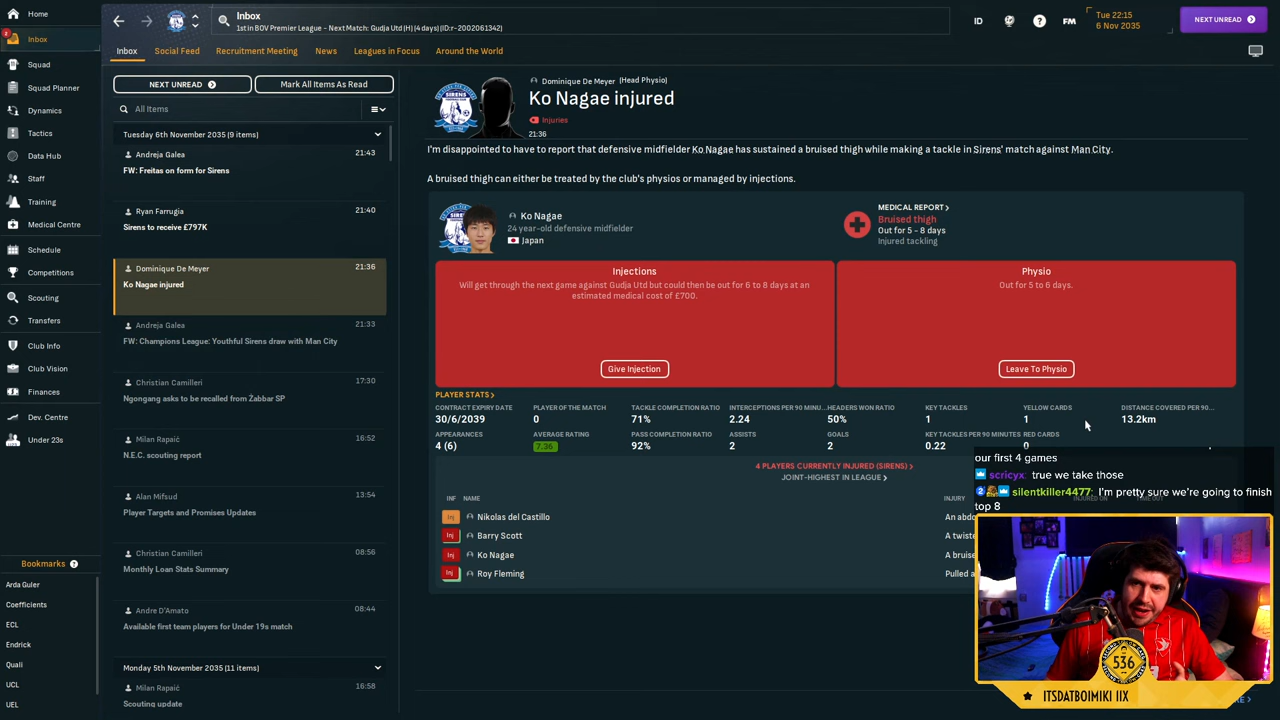 Home
Inbox
1st in BOV Premier League - Next Match: Gudja Utd (H) (4 days) (ID:r-2002061342)
ID
FM
Tue 22:15
6 Nov 2035
NEXT UNREAD
2
Inbox
Squad
Squad Planner
Dynamics
Tactics
Data Hub
Staff
Training
Medical Centre
Schedule
Competitions
Scouting
Transfers
Club Info
Club Vision
Finances
Dev. Centre
Under 23s
Bookmarks
Arda Guler
Coefficients
ECL
Endrick
Quali
UCL
UEL
Inbox
Social Feed
Recruitment Meeting
News
Leagues in Focus
Around the World
NEXT UNREAD
Mark All Items As Read
All Items
Tuesday 6th November 2035 (9 items)
Andreja Galea
21:43
FW: Freitas on form for Sirens
Ryan Farrugia
21:40
Sirens to receive £797K
Dominique De Meyer
21:36
Ko Nagae injured
Andreja Galea
21:33
FW: Champions League: Youthful Sirens draw with Man City
Christian Camilleri
17:30
Ngongang asks to be recalled from Żabbar SP
Milan Rapaić
16:52
N.E.C. scouting report
Alan Mifsud
13:54
Player Targets and Promises Updates
Christian Camilleri
08:56
Monthly Loan Stats Summary
Andre D'Amato
08:44
Available first team players for Under 19s match
Monday 5th November 2035 (11 items)
Milan Rapaić
16:58
Scouting update
Dominique De Meyer (Head Physio)
Ko Nagae injured
Injuries
21:36
I'm disappointed to have to report that defensive midfielder Ko Nagae has sustained a bruised thigh while making a tackle in Sirens' match against Man City.
A bruised thigh can either be treated by the club's physios or managed by injections.
Ko Nagae
24 year-old defensive midfielder
Japan
MEDICAL REPORT
Bruised thigh
Out for 5 - 8 days
Injured tackling
Injections
Will get through the next game against Gudja Utd but could then be out for 6 to 8 days at an
estimated medical cost of £700.
Give Injection
Physio
Out for 5 to 6 days.
Leave To Physio
PLAYER STATS
CONTRACT EXPIRY DATE
PLAYER OF THE MATCH
TACKLE COMPLETION RATIO
INTERCEPTIONS PER 90 MINU...
HEADERS WON RATIO
KEY TACKLES
YELLOW CARDS
DISTANCE COVERED PER 90...
30/6/2039
0
71%
2.24
50%
1
1
13.2km
APPEARANCES
AVERAGE RATING
PASS COMPLETION RATIO
ASSISTS
GOALS
KEY TACKLES PER 90 MINUTES
RED CARDS
4 (6)
7.36
92%
2
2
0.22
0
4 PLAYERS CURRENTLY INJURED (SIRENS)
JOINT-HIGHEST IN LEAGUE
INF
NAME
INJURY
Inj
Nikolas del Castillo
An abdo
Inj
Barry Scott
A twiste
Inj
Ko Nagae
A bruise
Inj
Roy Fleming
Pulled a
our first 4 games
scricyx: true we take those
silentkiller4477: I'm pretty sure we're going to finish
top 8
536
ITSDATBOIMIKI IIX